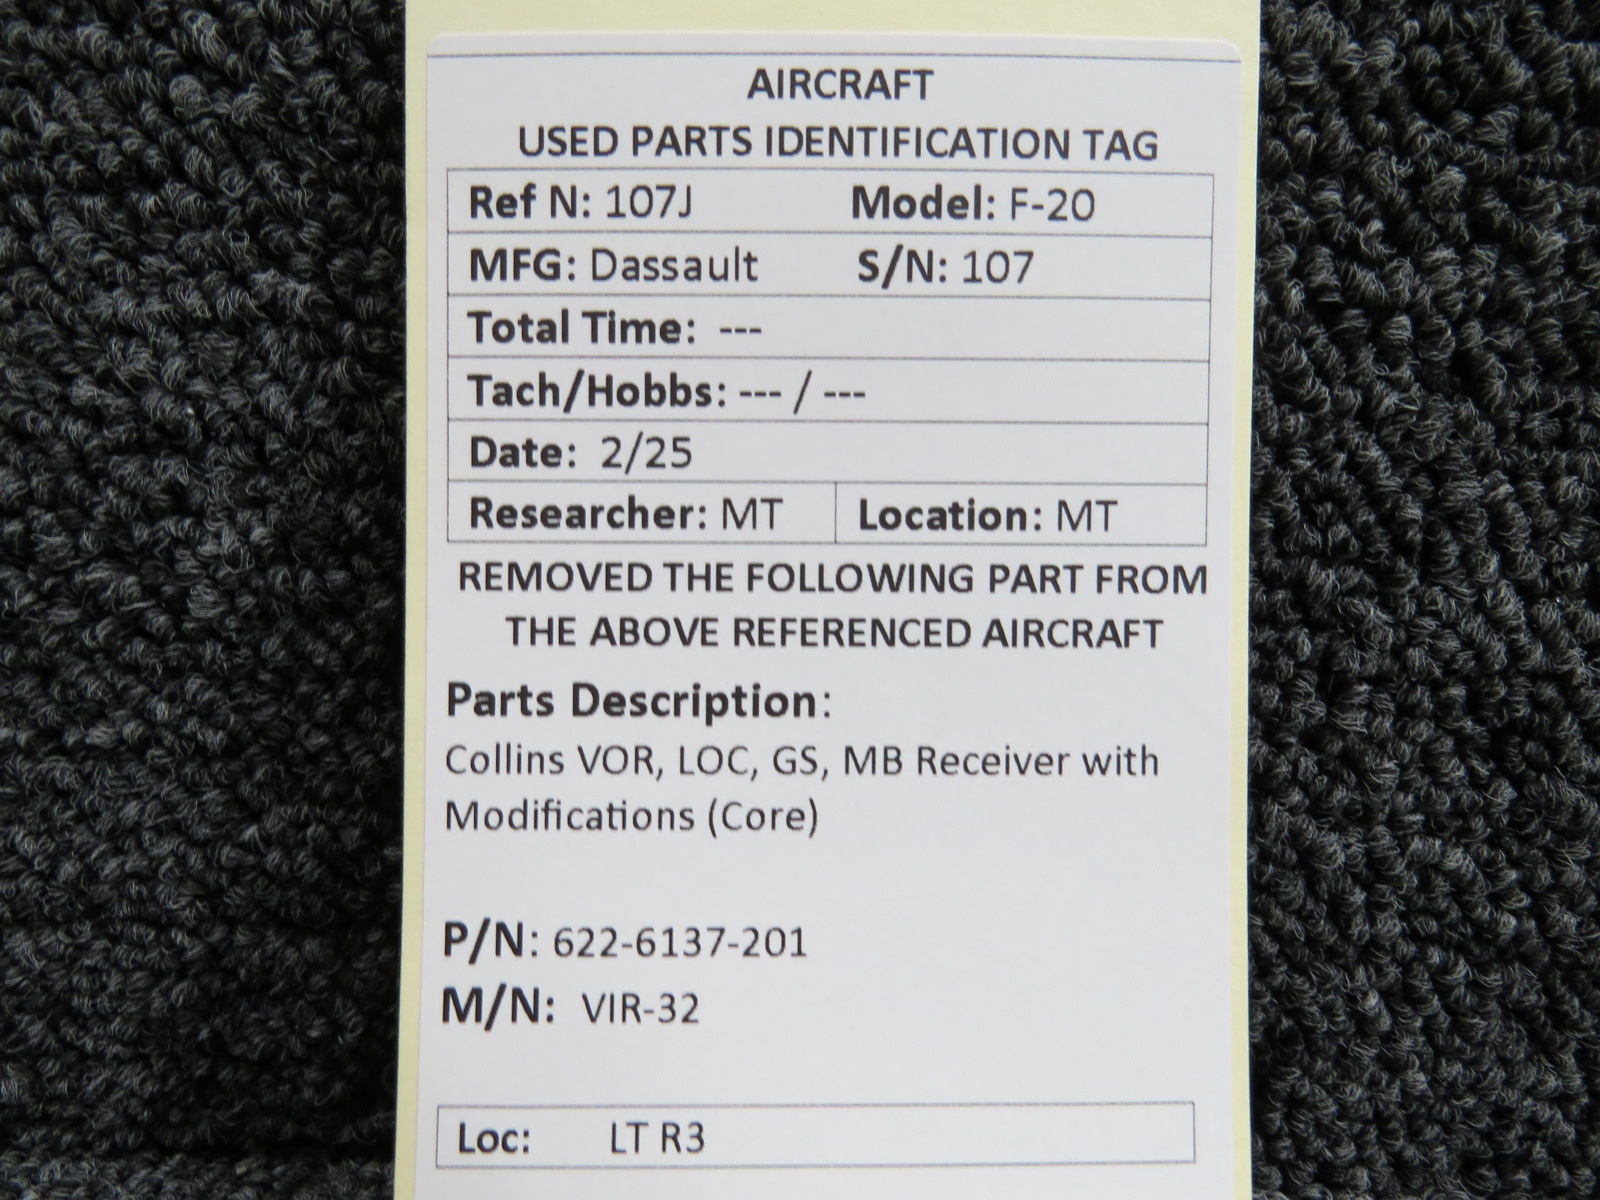 AIRCRAFT
USED PARTS IDENTIFICATION TAG
Ref N: 107J Model: F-20
MFG: Dassault S/N: 107
Total Time: ---
Tach/Hobbs: --- / ---
Date: 2/25
Researcher: MT Location: MT
REMOVED THE FOLLOWING PART FROM
THE ABOVE REFERENCED AIRCRAFT
Parts Description:
Collins VOR, LOC, GS, MB Receiver with
Modifications (Core)
P/N: 622-6137-201
M/N: VIR-32
Loc: LT R3